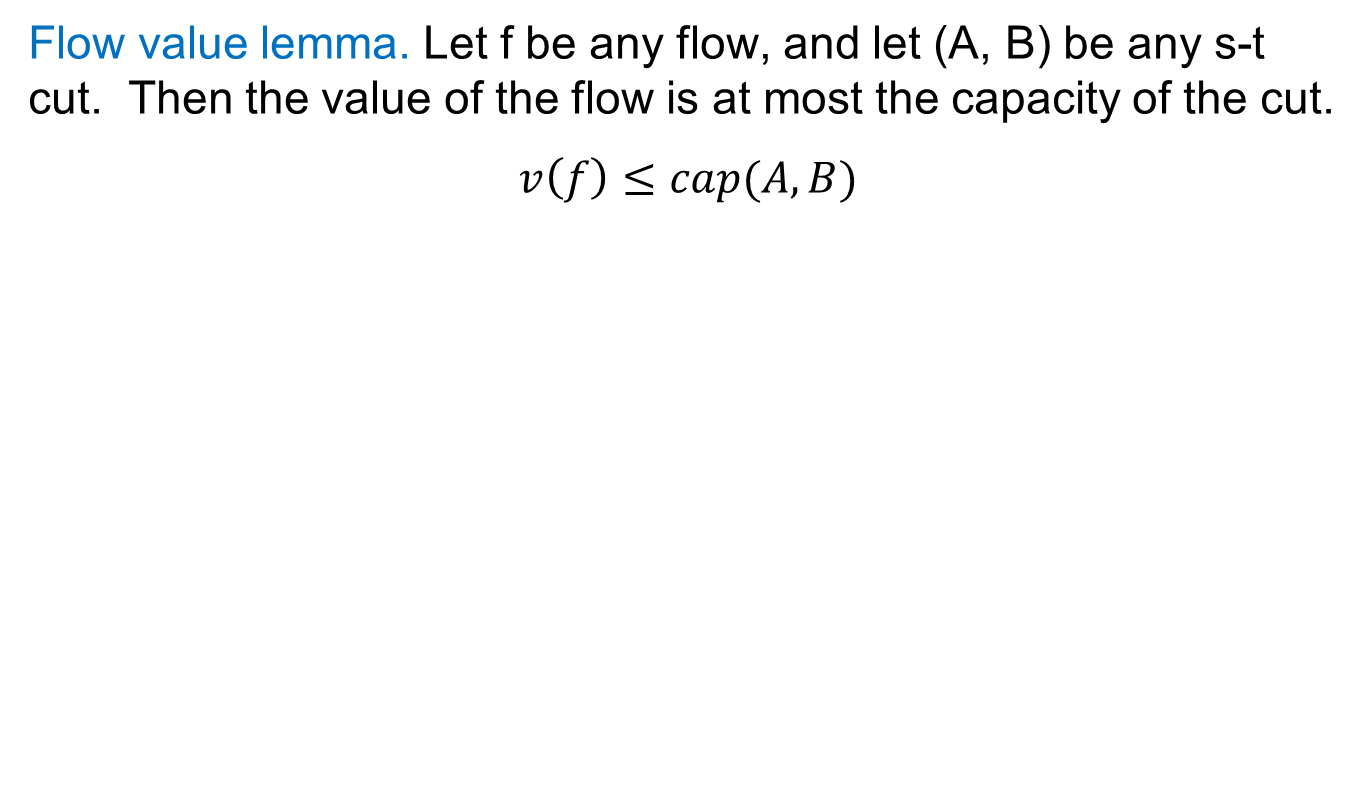 Flow value lemma. Let f be any flow, and let (A, B) be any s-t
cut.  Then the value of the flow is at most the capacity of the cut.
𝑣(𝑓) ≤ 𝑐𝑎𝑝(𝐴, 𝐵)